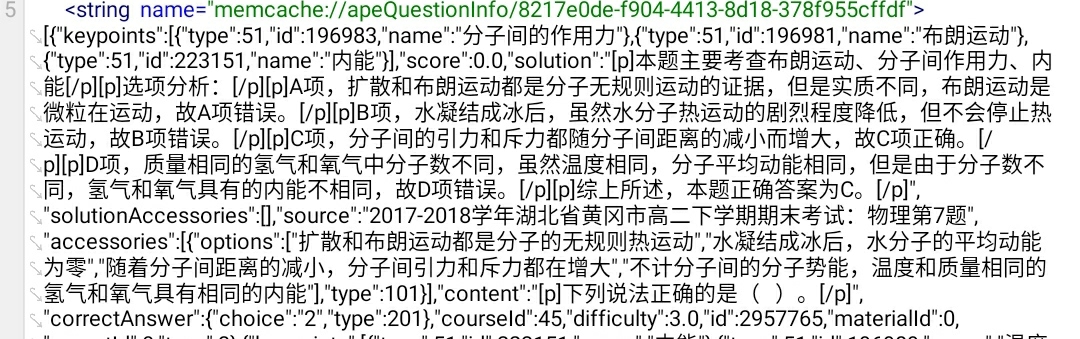 5 <string name="memcache://apeQuestionInfo/8217e0de-f904-4413-8d18-378f955cffdf">
[{"keypoints":[{"type":51,"id":196983,"name":"分子间的作用力"},{"type":51,"id":196981,"name":"布朗运动"},
{"type":51,"id":223151,"name":"内能"}],"score":0.0,"solution":"[p]本题主要考查布朗运动、分子间作用力、内
能[/p][p]选项分析：[/p][p]A项，扩散和布朗运动都是分子无规则运动的证据，但是实质不同，布朗运动是
微粒在运动，故A项错误。[/p][p]B项，水凝结成冰后，虽然水分子热运动的剧烈程度降低，但不会停止热
运动，故B项错误。[/p][p]C项，分子间的引力和斥力都随分子间距离的减小而增大，故C项正确。[/
p][p]D项，质量相同的氢气和氧气中分子数不同，虽然温度相同，分子平均动能相同，但是由于分子数不
同，氢气和氧气具有的内能不相同，故D项错误。[/p][p]综上所述，本题正确答案为C。[/p]",
"solutionAccessories":[],"source":"2017-2018学年湖北省黄冈市高二下学期期末考试：物理第7题",
"accessories":[{"options":["扩散和布朗运动都是分子的无规则热运动","水凝结成冰后，水分子的平均动能
为零","随着分子间距离的减小，分子间引力和斥力都在增大","不计分子间的分子势能，温度和质量相同的
氢气和氧气具有相同的内能"],"type":101}],"content":"[p]下列说法正确的是（ ）。[/p]",
"correctAnswer":{"choice":"2","type":201},"courseId":45,"difficulty":3.0,"id":2957765,"materialId":0,